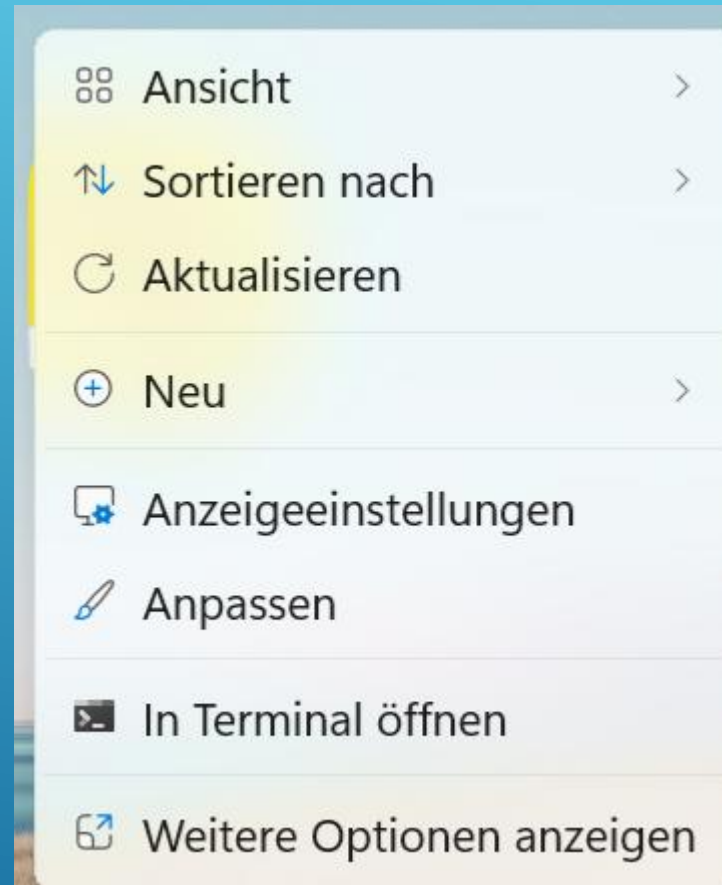 Ansicht
Sortieren nach
Aktualisieren
Neu
Anzeigeeinstellungen
Anpassen
In Terminal öffnen
Weitere Optionen anzeigen